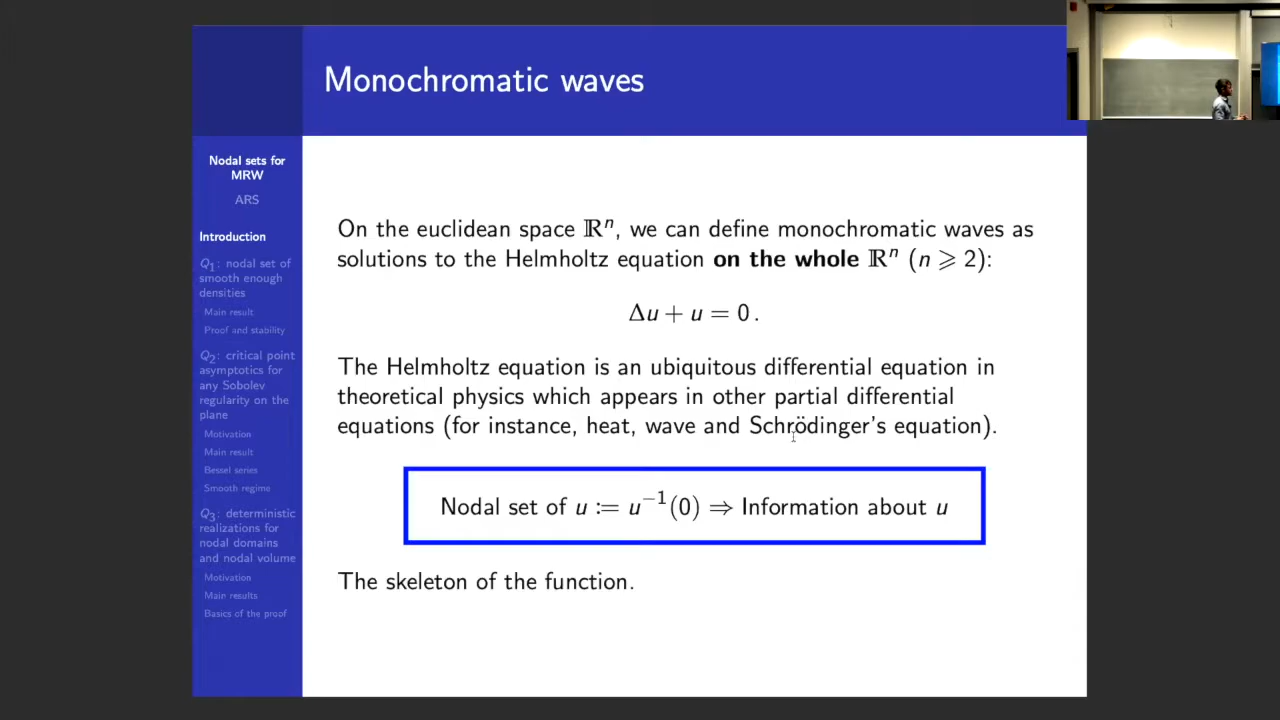 Monochromatic waves
Nodal sets for
MRW
ARS
Introduction
Q1: nodal set of
smooth enough
densities
Main result
Proof and stability
Q2: critical point
asymptotics for
any Sobolev
regularity on the
plane
Motivation
Main result
Bessel series
Smooth regime
Q3: deterministic
realizations for
nodal domains
and nodal volume
Motivation
Main results
Basics of the proof
On the euclidean space ℝⁿ, we can define monochromatic waves as
solutions to the Helmholtz equation on the whole ℝⁿ (n ⩾ 2):
Δu + u = 0 .
The Helmholtz equation is an ubiquitous differential equation in
theoretical physics which appears in other partial differential
equations (for instance, heat, wave and Schrödinger's equation).
Nodal set of u := u⁻¹(0) ⇒ Information about u
The skeleton of the function.